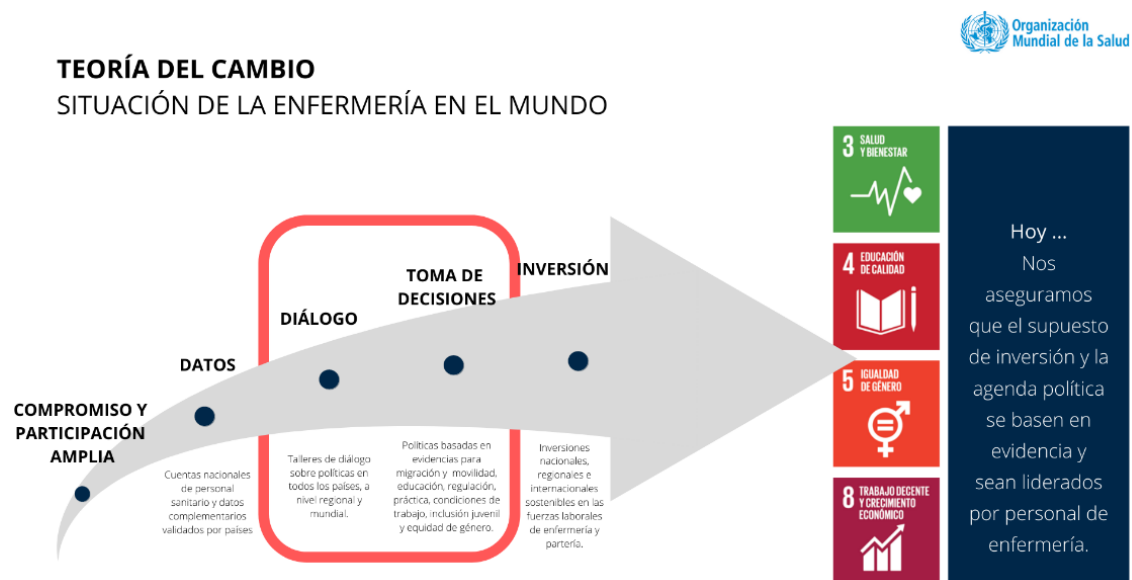 Organización
Mundial de la Salud
TEORÍA DEL CAMBIO
SITUACIÓN DE LA ENFERMERÍA EN EL MUNDO
COMPROMISO Y
PARTICIPACIÓN
AMPLIA
DATOS
Cuentas nacionales
de personal
sanitario y datos
complementarios
validados por países
DIÁLOGO
Talleres de diálogo
sobre políticas en
todos los países, a
nivel regional y
mundial.
TOMA DE
DECISIONES
Políticas basadas en
evidencias para
migración y movilidad,
educación, regulación,
práctica, condiciones de
trabajo, inclusión juvenil
y equidad de género.
INVERSIÓN
Inversiones
nacionales,
regionales e
internacionales
sostenibles en las
fuerzas laborales
de enfermería y
partería.
3 SALUD
Y BIENESTAR
4 EDUCACIÓN
DE CALIDAD
5 IGUALDAD
DE GÉNERO
8 TRABAJO DECENTE
Y CRECIMIENTO
ECONÓMICO
Hoy ...
Nos
aseguramos
que el supuesto
de inversión y la
agenda política
se basen en
evidencia y
sean liderados
por personal de
enfermería.